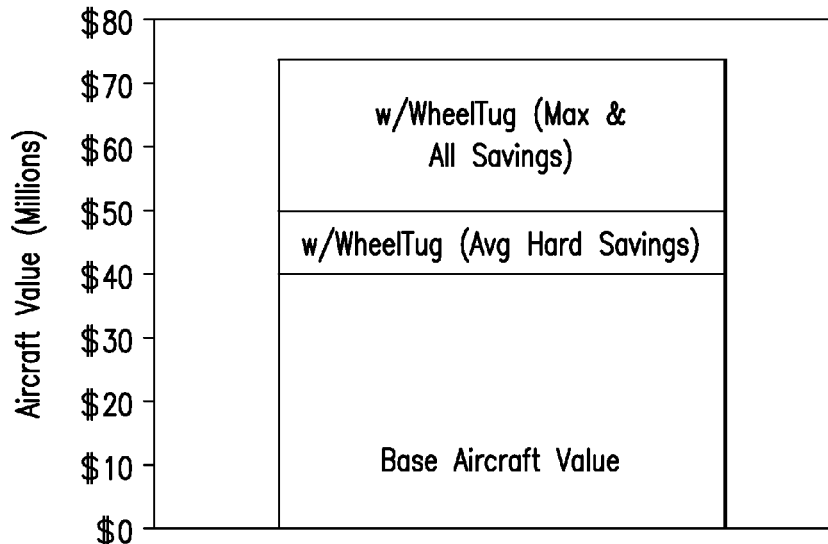 $80
$70
$60
$50
$40
$30
$20
$10
$0
Aircraft Value (Millions)
w/WheelTug (Max &
All Savings)
w/WheelTug (Avg Hard Savings)
Base Aircraft Value